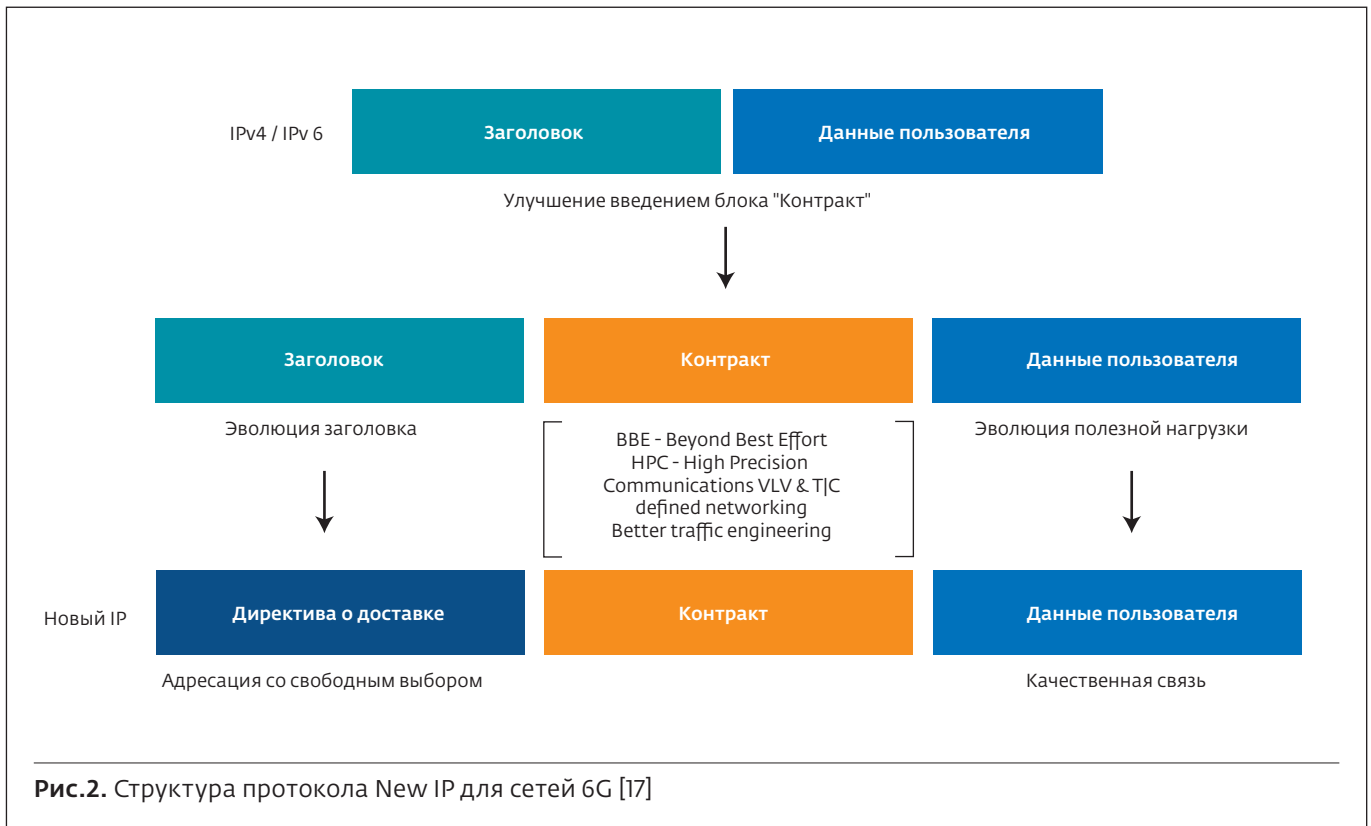 IPv4 / IPv 6
Заголовок
Данные пользователя
Улучшение введением блока "Контракт"
Заголовок
Контракт
Данные пользователя
Эволюция заголовка
BBE - Beyond Best Effort
HPC - High Precision
Communications VLV & T|C
defined networking
Better traffic engineering
Эволюция полезной нагрузки
Новый IP
Директива о доставке
Контракт
Данные пользователя
Адресация со свободным выбором
Качественная связь
Рис.2. Структура протокола New IP для сетей 6G [17]